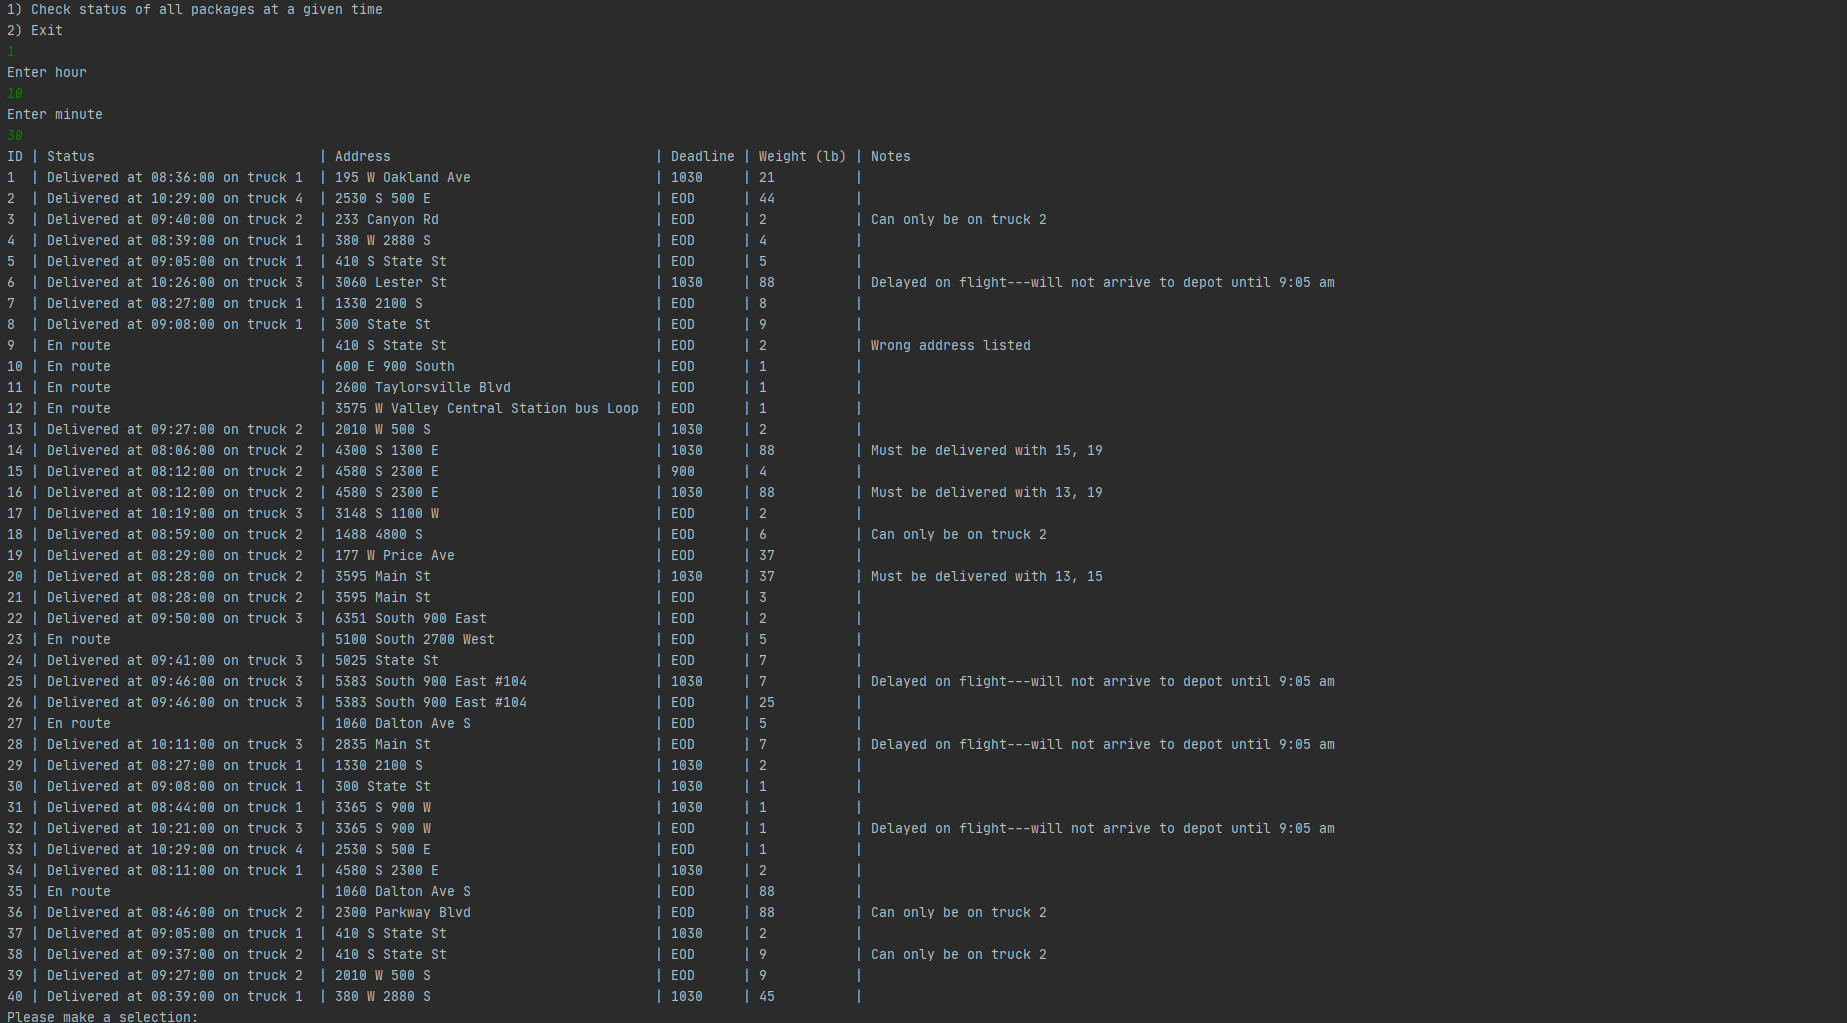 1) Check status of all packages at a given time
2) Exit
1
Enter hour
10
Enter minute
30
ID | Status                            | Address                                 | Deadline | Weight (lb) | Notes
1  | Delivered at 08:36:00 on truck 1  | 195 W Oakland Ave                       | 1030     | 21          |
2  | Delivered at 10:29:00 on truck 4  | 2530 S 500 E                            | EOD      | 44          |
3  | Delivered at 09:40:00 on truck 2  | 233 Canyon Rd                           | EOD      | 2           | Can only be on truck 2
4  | Delivered at 08:39:00 on truck 1  | 380 W 2880 S                            | EOD      | 4           |
5  | Delivered at 09:05:00 on truck 1  | 410 S State St                          | EOD      | 5           |
6  | Delivered at 10:26:00 on truck 3  | 3060 Lester St                          | 1030     | 88          | Delayed on flight---will not arrive to depot until 9:05 am
7  | Delivered at 08:27:00 on truck 1  | 1330 2100 S                             | EOD      | 8           |
8  | Delivered at 09:08:00 on truck 1  | 300 State St                            | EOD      | 9           |
9  | En route                          | 410 S State St                          | EOD      | 2           | Wrong address listed
10 | En route                          | 600 E 900 South                         | EOD      | 1           |
11 | En route                          | 2600 Taylorsville Blvd                  | EOD      | 1           |
12 | En route                          | 3575 W Valley Central Station bus Loop  | EOD      | 1           |
13 | Delivered at 09:27:00 on truck 2  | 2010 W 500 S                            | 1030     | 2           |
14 | Delivered at 08:06:00 on truck 2  | 4300 S 1300 E                           | 1030     | 88          | Must be delivered with 15, 19
15 | Delivered at 08:12:00 on truck 2  | 4580 S 2300 E                           | 900      | 4           |
16 | Delivered at 08:12:00 on truck 2  | 4580 S 2300 E                           | 1030     | 88          | Must be delivered with 13, 19
17 | Delivered at 10:19:00 on truck 3  | 3148 S 1100 W                           | EOD      | 2           |
18 | Delivered at 08:59:00 on truck 2  | 1488 4800 S                             | EOD      | 6           | Can only be on truck 2
19 | Delivered at 08:29:00 on truck 2  | 177 W Price Ave                         | EOD      | 37          |
20 | Delivered at 08:28:00 on truck 2  | 3595 Main St                            | 1030     | 37          | Must be delivered with 13, 15
21 | Delivered at 08:28:00 on truck 2  | 3595 Main St                            | EOD      | 3           |
22 | Delivered at 09:50:00 on truck 3  | 6351 South 900 East                     | EOD      | 2           |
23 | En route                          | 5100 South 2700 West                    | EOD      | 5           |
24 | Delivered at 09:41:00 on truck 3  | 5025 State St                           | EOD      | 7           |
25 | Delivered at 09:46:00 on truck 3  | 5383 South 900 East #104                | 1030     | 7           | Delayed on flight---will not arrive to depot until 9:05 am
26 | Delivered at 09:46:00 on truck 3  | 5383 South 900 East #104                | EOD      | 25          |
27 | En route                          | 1060 Dalton Ave S                       | EOD      | 5           |
28 | Delivered at 10:11:00 on truck 3  | 2835 Main St                            | EOD      | 7           | Delayed on flight---will not arrive to depot until 9:05 am
29 | Delivered at 08:27:00 on truck 1  | 1330 2100 S                             | 1030     | 2           |
30 | Delivered at 09:08:00 on truck 1  | 300 State St                            | 1030     | 1           |
31 | Delivered at 08:44:00 on truck 1  | 3365 S 900 W                            | 1030     | 1           |
32 | Delivered at 10:21:00 on truck 3  | 3365 S 900 W                            | EOD      | 1           | Delayed on flight---will not arrive to depot until 9:05 am
33 | Delivered at 10:29:00 on truck 4  | 2530 S 500 E                            | EOD      | 1           |
34 | Delivered at 08:11:00 on truck 1  | 4580 S 2300 E                           | 1030     | 2           |
35 | En route                          | 1060 Dalton Ave S                       | EOD      | 88          |
36 | Delivered at 08:46:00 on truck 2  | 2300 Parkway Blvd                       | EOD      | 88          | Can only be on truck 2
37 | Delivered at 09:05:00 on truck 1  | 410 S State St                          | 1030     | 2           |
38 | Delivered at 09:37:00 on truck 2  | 410 S State St                          | EOD      | 9           | Can only be on truck 2
39 | Delivered at 09:27:00 on truck 2  | 2010 W 500 S                            | EOD      | 9           |
40 | Delivered at 08:39:00 on truck 1  | 380 W 2880 S                            | 1030     | 45          |
Please make a selection: